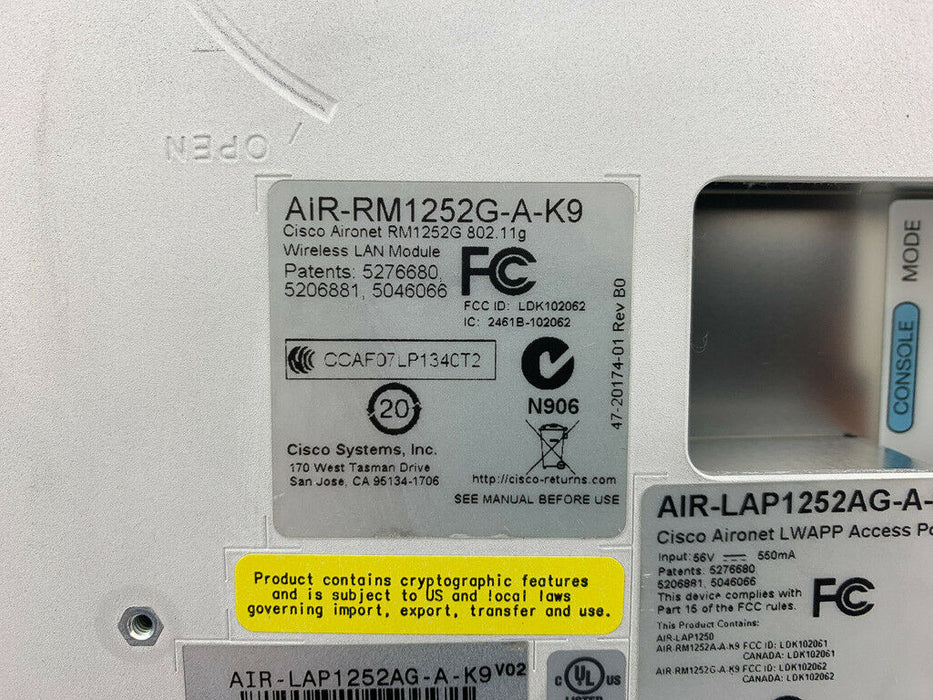 OPEN
AiR-RM1252G-A-K9
Cisco Aironet RM1252G 802.11g
Wireless LAN Module
Patents: 5276680,
5206881, 5046066
FC
FCC ID: LDK102062
IC: 2461B-102062
CCAF07LP1340T2
N906
20
47-20174-01 Rev B0
Cisco Systems, Inc.
170 West Tasman Drive
San Jose, CA 95134-1706
http://cisco-returns.com
SEE MANUAL BEFORE USE
MODE
CONSOLE
Product contains cryptographic features
and is subject to US and local laws
governing import, export, transfer and use.
AIR-LAP1252AG-A-K9 V02
c UL US
LISTED
AIR-LAP1252AG-A-
Cisco Aironet LWAPP Access Po
Input: 56V 550mA
Patents: 5276680
5206881, 5046066
This device complies with
Part 15 of the FCC rules.
FC
This Product Contains:
AIR-LAP1250
AIR-RM1252A-A-K9 FCC ID: LDK102061
CANADA: LDK102061
AIR-RM1252G-A-K9 FCC ID: LDK102062
CANADA: LDK102062